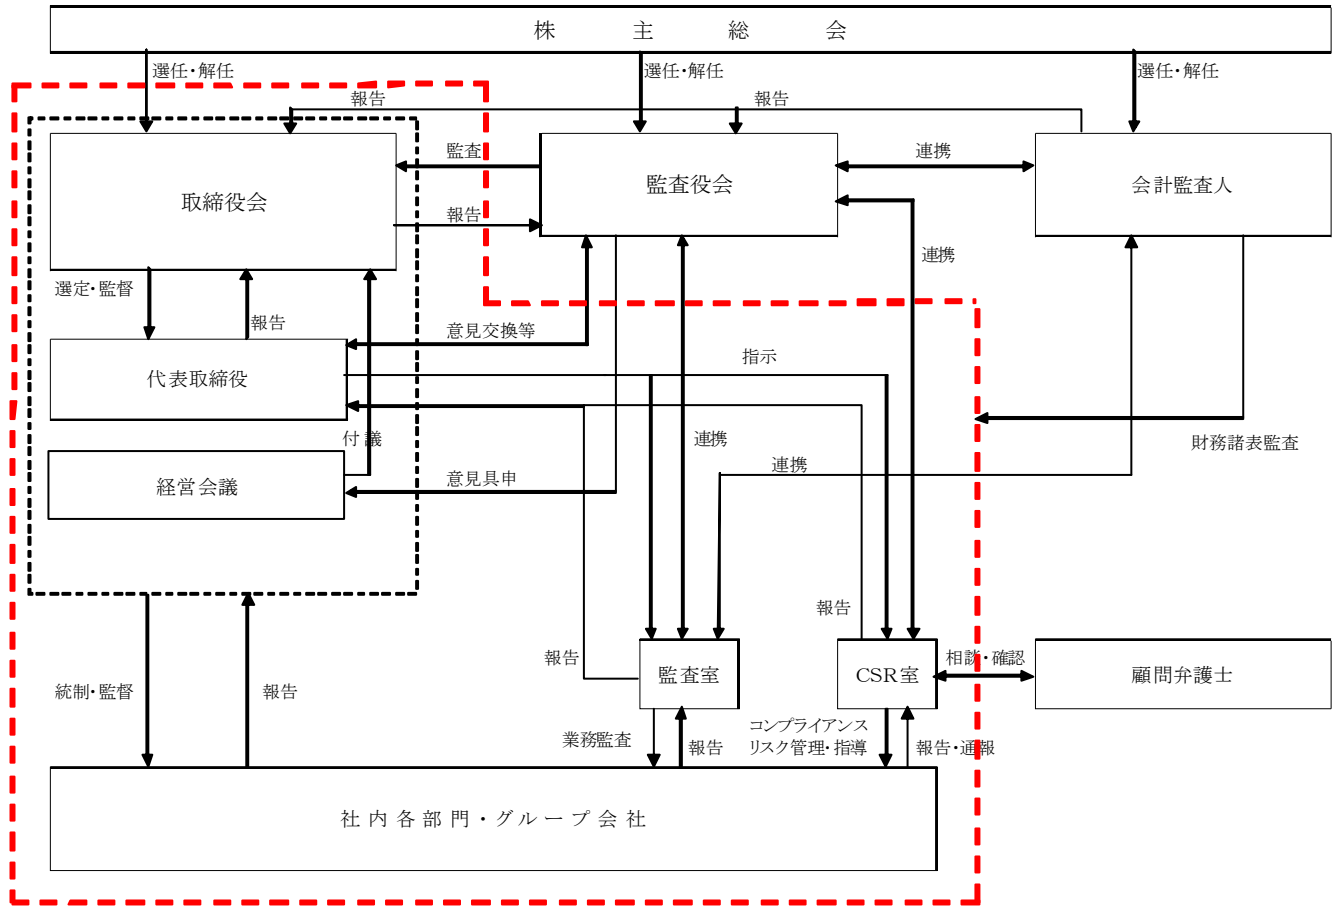 株主総会
選任・解任
選任・解任
選任・解任
報告
報告
監査
連携
取締役会
監査役会
会計監査人
報告
連携
選定・監督
報告
意見交換等
指示
代表取締役
付議
連携
連携
財務諸表監査
経営会議
意見具申
報告
報告
相談・確認
統制・監督
報告
監査室
CSR室
顧問弁護士
業務監査
報告
コンプライアンス
リスク管理・指導
報告・通報
社内各部門・グループ会社